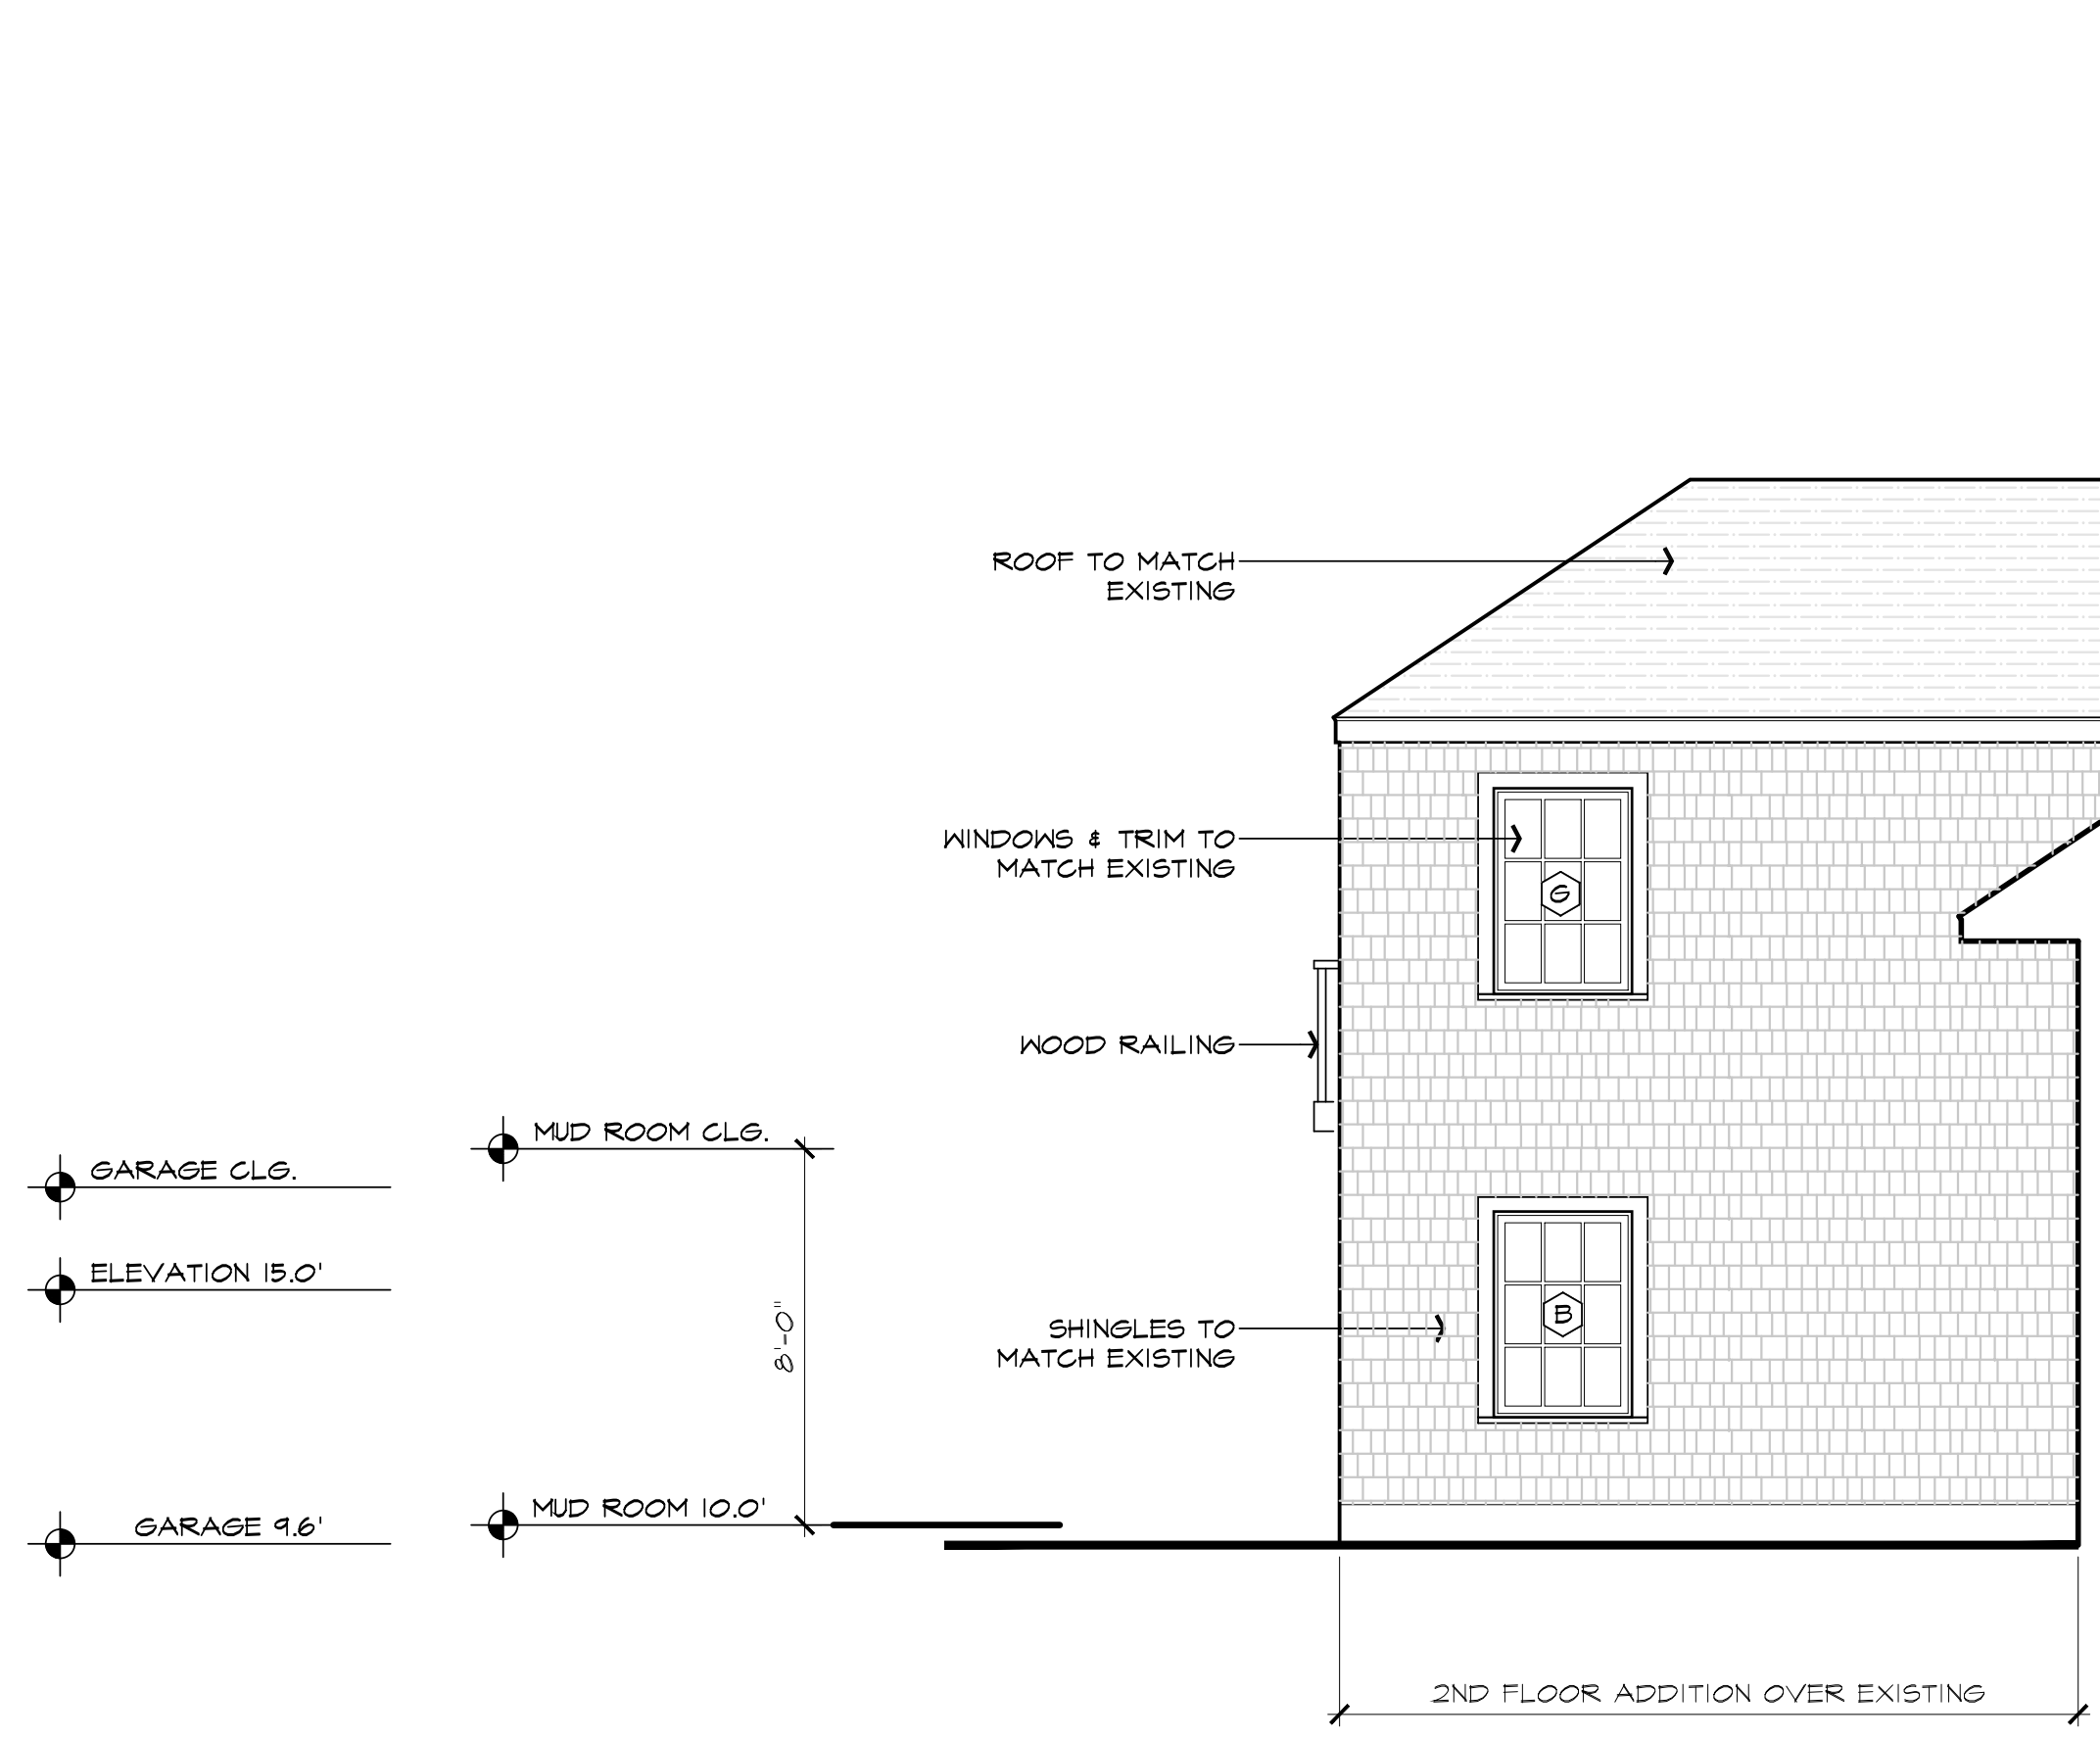 ROOF TO MATCH
EXISTING
WINDOWS & TRIM TO
MATCH EXISTING
G
WOOD RAILING
MUD ROOM CLG.
GARAGE CLG.
ELEVATION 15.0'
8'-0"
SHINGLES TO
MATCH EXISTING
B
MUD ROOM 10.0'
GARAGE 9.6'
2ND FLOOR ADDITION OVER EXISTING